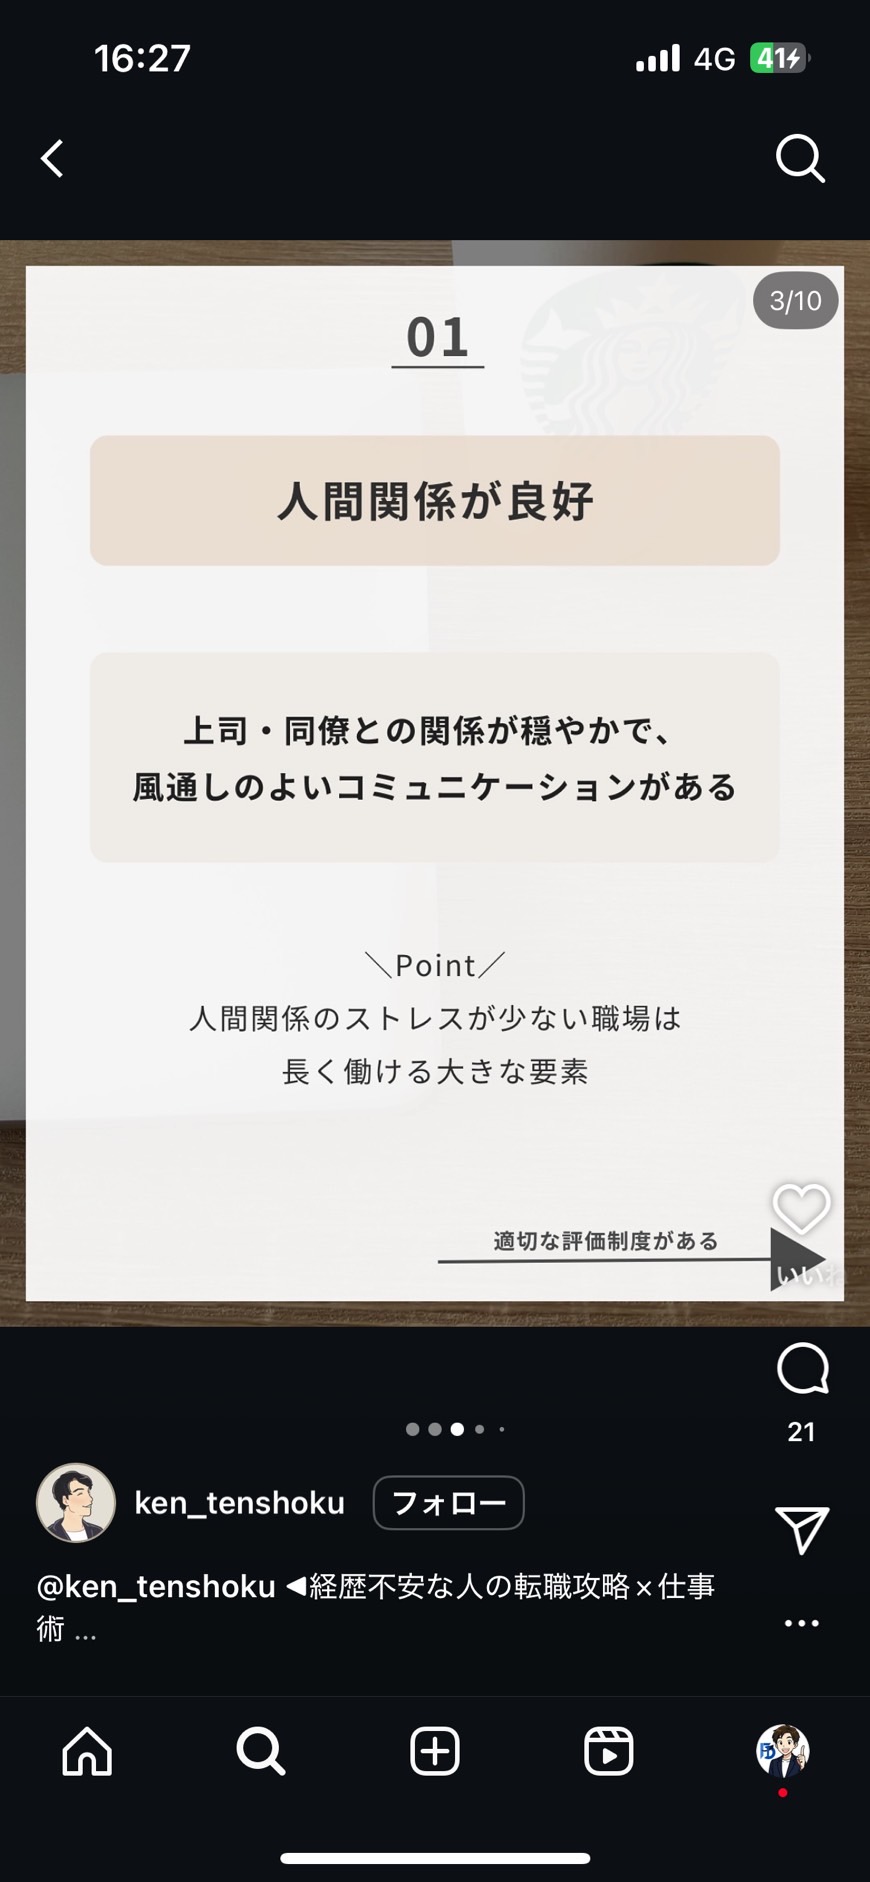 16:27
4G
41
3/10
01
人間関係が良好
上司・同僚との関係が穏やかで、
風通しのよいコミュニケーションがある
＼Point／
人間関係のストレスが少ない職場は
長く働ける大きな要素
適切な評価制度がある
いいね
21
ken_tenshoku
フォロー
@ken_tenshoku ◀経歴不安な人の転職攻略×仕事
術 ...